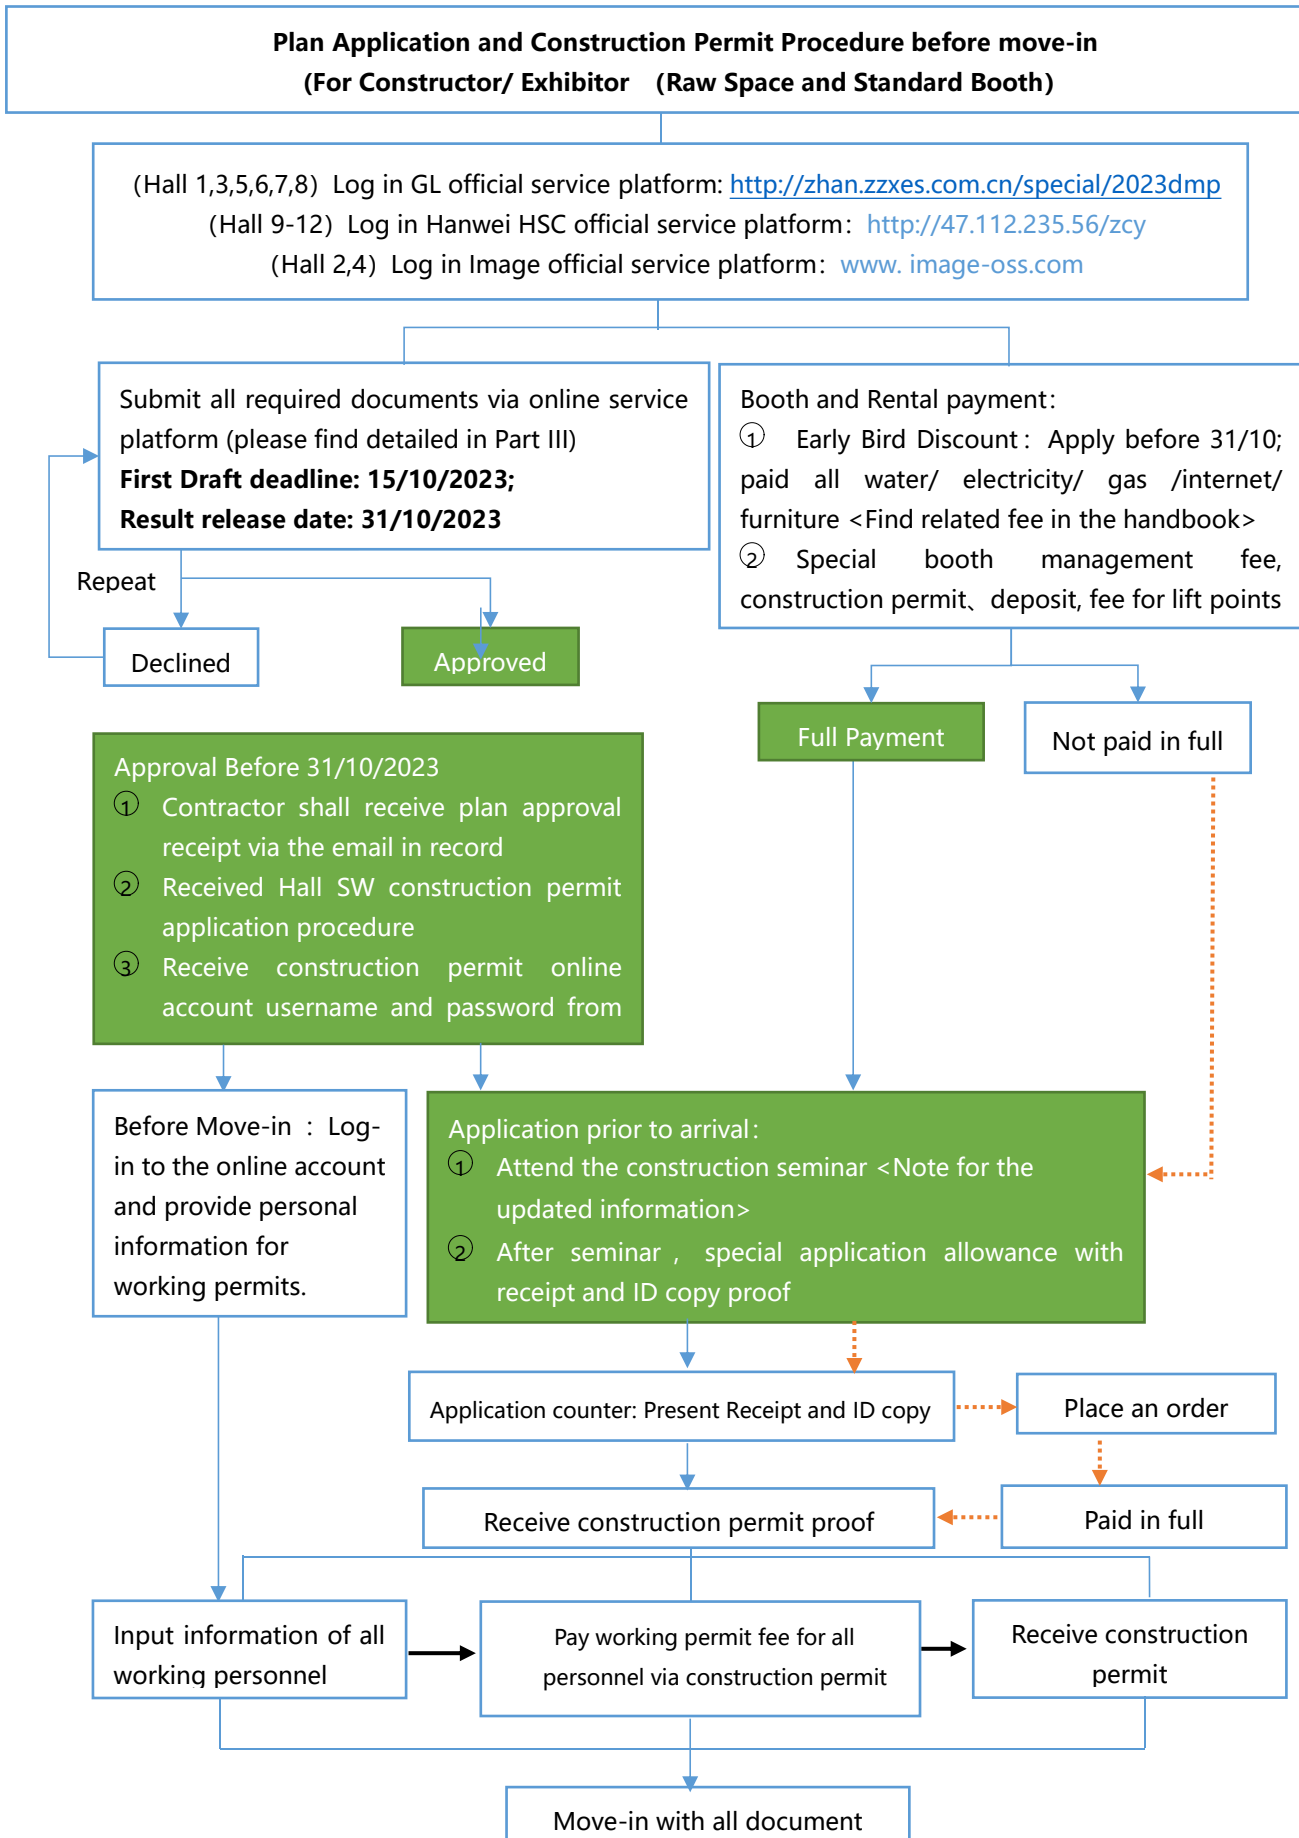 Plan Application and Construction Permit Procedure before move-in
(For Constructor/ Exhibitor （Raw Space and Standard Booth)
(Hall 1,3,5,6,7,8）Log in GL official service platform: http://zhan.zzxes.com.cn/special/2023dmp
(Hall 9-12）Log in Hanwei HSC official service platform：http://47.112.235.56/zcy
(Hall 2,4）Log in Image official service platform：www. image-oss.com
Submit all required documents via online service
platform (please find detailed in Part III)
First Draft deadline: 15/10/2023;
Result release date: 31/10/2023
Booth and Rental payment：
① Early Bird Discount： Apply before 31/10;
paid all water/ electricity/ gas /internet/
furniture <Find related fee in the handbook>
② Special booth management fee,
construction permit、deposit, fee for lift points
Repeat
Declined
Approved
Full Payment
Not paid in full
Approval Before 31/10/2023
① Contractor shall receive plan approval
receipt via the email in record
② Received Hall SW construction permit
application procedure
③ Receive construction permit online
account username and password from
Before Move-in ：Log-
in to the online account
and provide personal
information for
working permits.
Application prior to arrival：
① Attend the construction seminar <Note for the
updated information>
② After seminar， special application allowance with
receipt and ID copy proof
Application counter: Present Receipt and ID copy
Place an order
Receive construction permit proof
Paid in full
Input information of all
working personnel
Pay working permit fee for all
personnel via construction permit
Receive construction
permit
Move-in with all document